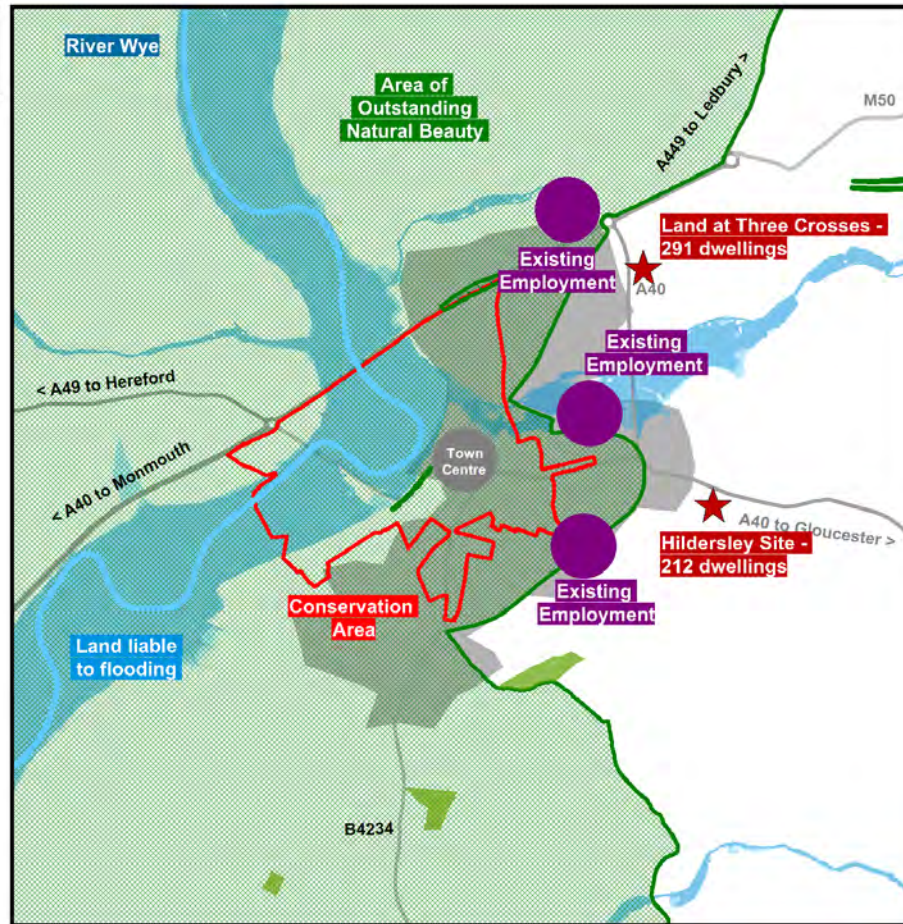 River Wye
Area of
Outstanding
Natural Beauty
A449 to Ledbury >
M50
Land at Three Crosses -
291 dwellings
A40
Existing
Employment
Existing
Employment
< A49 to Hereford
< A40 to Monmouth
Town
Centre
A40 to Gloucester >
Hildersley Site -
212 dwellings
Existing
Employment
Conservation
Area
Land liable
to flooding
B4234